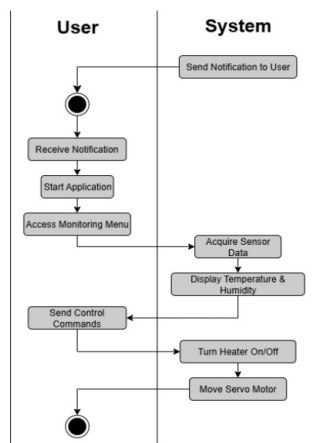 User
System
Send Notification to User
Receive Notification
Start Application
Access Monitoring Menu
Acquire Sensor
Data
Display Temperature &
Humidity
Send Control
Commands
Turn Heater On/Off
Move Servo Motor